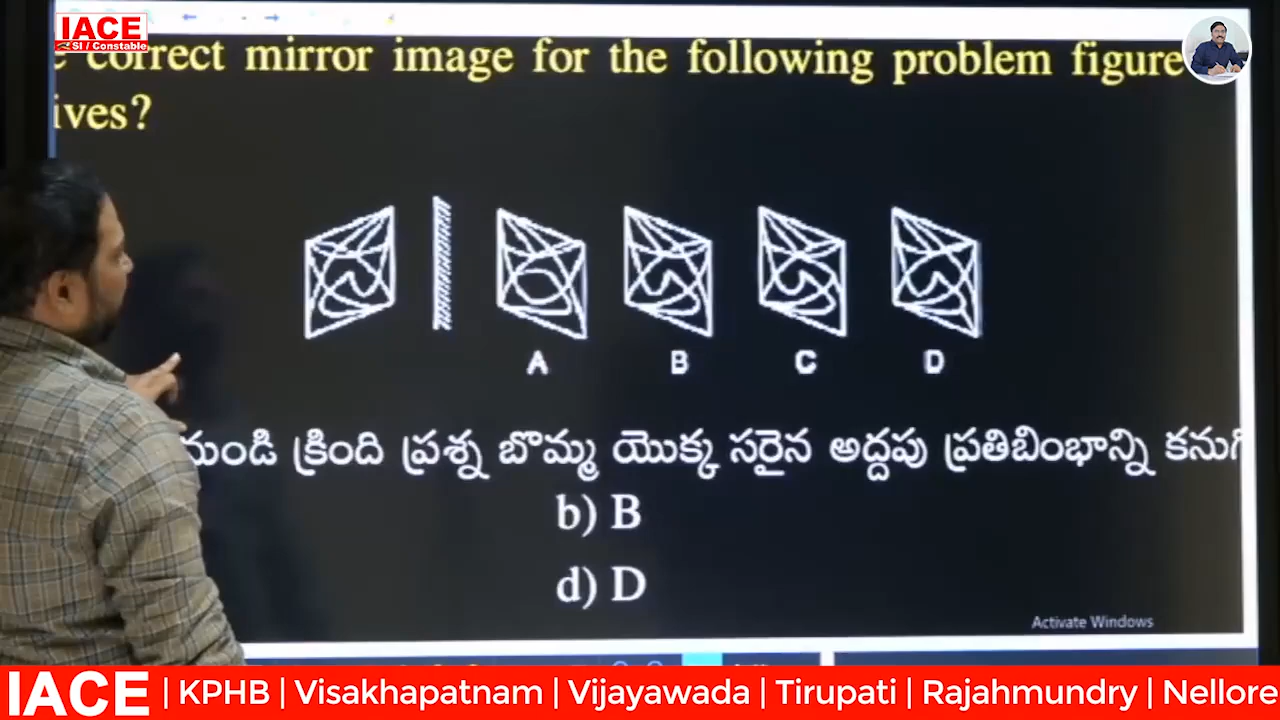 IACE
SI / Constable
correct mirror image for the following problem figure
ives?
A B C D
నుండి క్రింది ప్రశ్న బొమ్మ యొక్క సరైన అద్దపు ప్రతిబింభాన్ని
b) B
d) D
Activate Windows
IACE | KPHB | Visakhapatnam | Vijayawada | Tirupati | Rajahmundry | Nellore